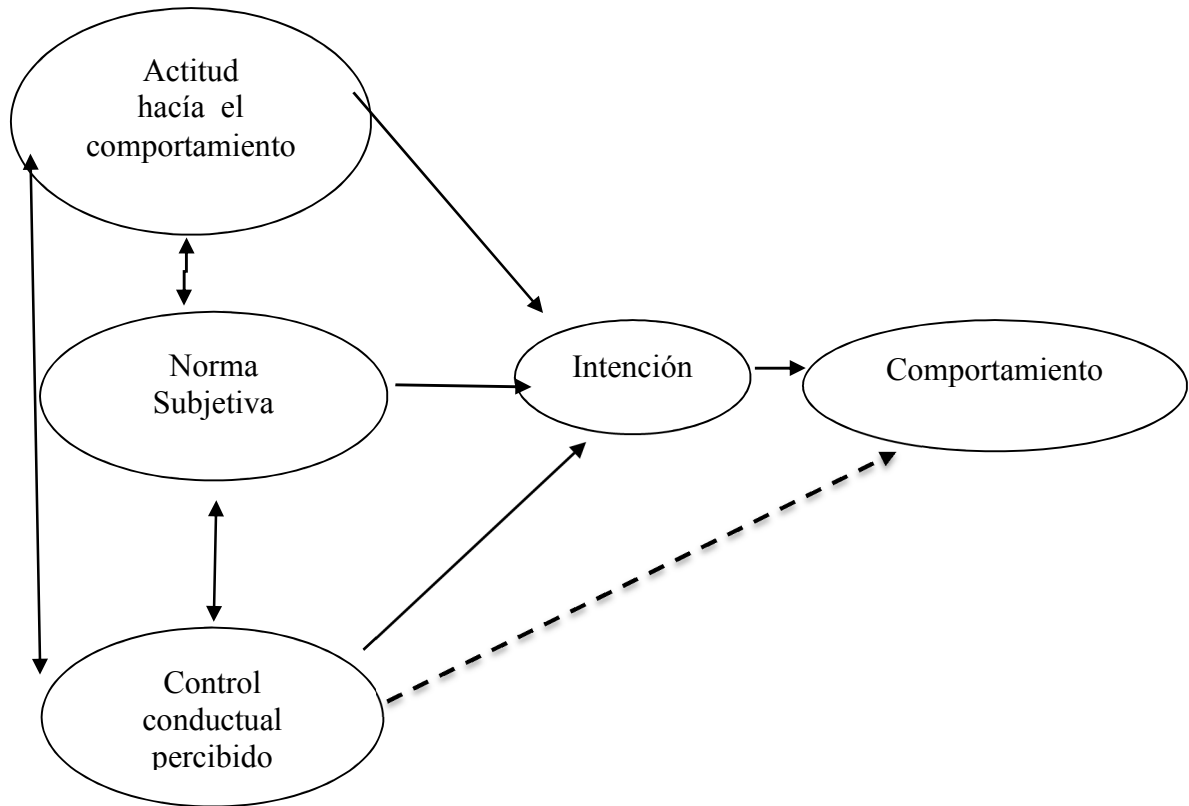 Actitud
hacía el
comportamiento
Norma
Subjetiva
Intención
Comportamiento
Control
conductual
percibido